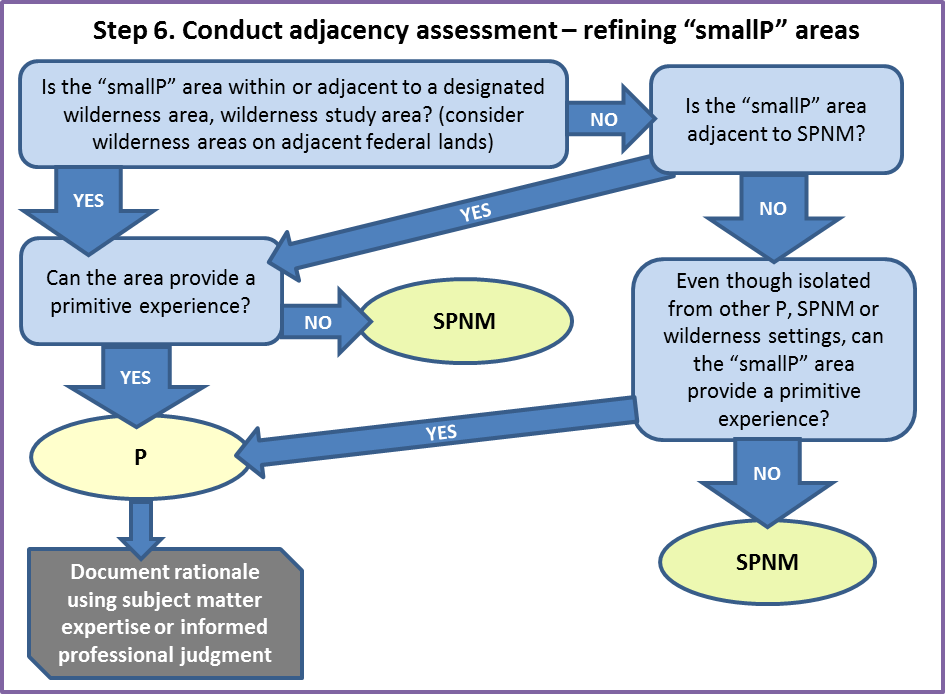 Step 6. Conduct adjacency assessment – refining “smallP” areas
Is the “smallP” area within or adjacent to a designated
wilderness area, wilderness study area? (consider
wilderness areas on adjacent federal lands)
NO
Is the “smallP” area
adjacent to SPNM?
YES
YES
NO
Can the area provide a
primitive experience?
NO
SPNM
Even though isolated
from other P, SPNM or
wilderness settings, can
the “smallP” area
provide a primitive
experience?
YES
YES
P
NO
SPNM
Document rationale
using subject matter
expertise or informed
professional judgment